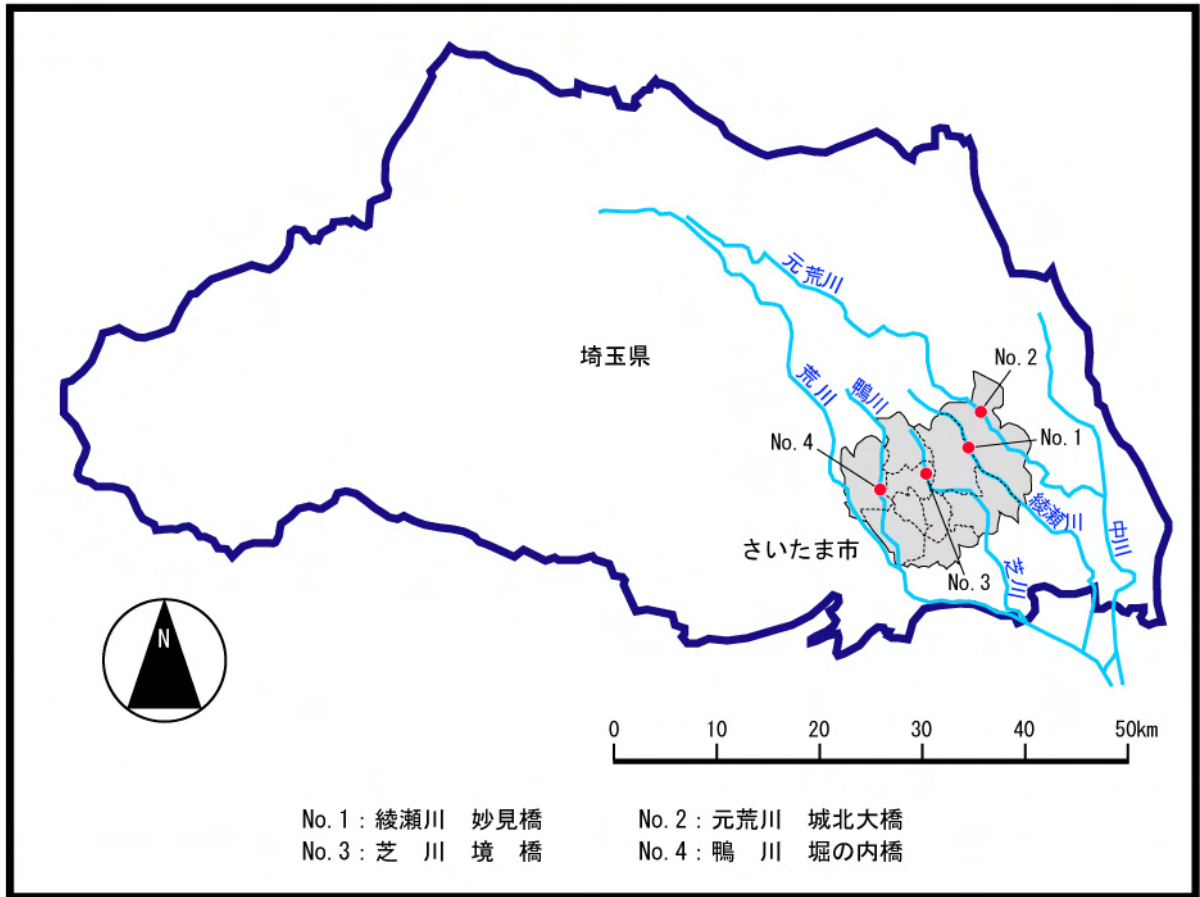 元荒川
埼玉県
No. 2
荒川
鴨川
No. 4
No. 1
綾瀬川
中川
さいたま市
No. 3
芝川
N
0 10 20 30 40 50km
No. 1：綾瀬川　妙見橋 No. 2：元荒川　城北大橋
No. 3：芝　川　境　橋 No. 4：鴨　川　堀の内橋